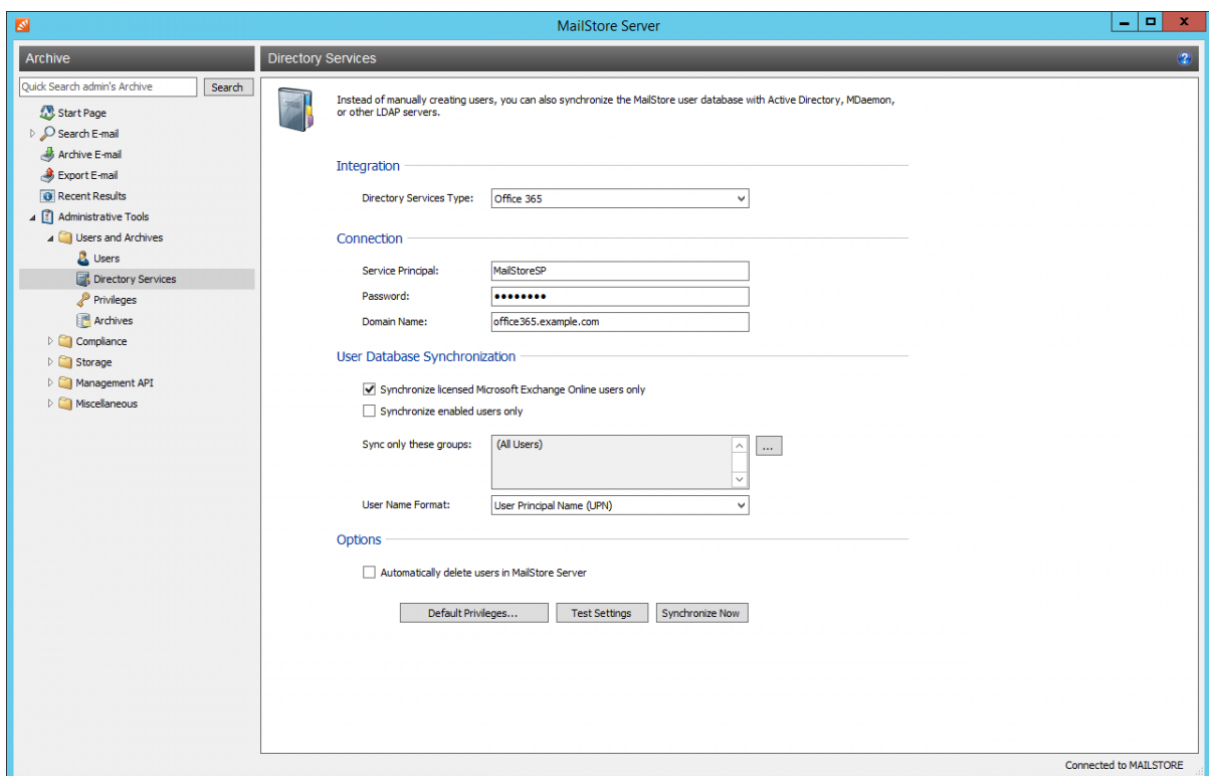 MailStore Server
Archive
Quick Search admin's Archive
Search
Start Page
Search E-mail
Archive E-mail
Export E-mail
Recent Results
Administrative Tools
Users and Archives
Users
Directory Services
Privileges
Archives
Compliance
Storage
Management API
Miscellaneous
Directory Services
?
Instead of manually creating users, you can also synchronize the MailStore user database with Active Directory, MDaemon,
or other LDAP servers.
Integration
Directory Services Type: Office 365
Connection
Service Principal: MailStoreSP
Password: ••••••••
Domain Name: office365.example.com
User Database Synchronization
Synchronize licensed Microsoft Exchange Online users only
Synchronize enabled users only
Sync only these groups: (All Users) ...
User Name Format: User Principal Name (UPN)
Options
Automatically delete users in MailStore Server
Default Privileges... Test Settings Synchronize Now
Connected to MAILSTORE